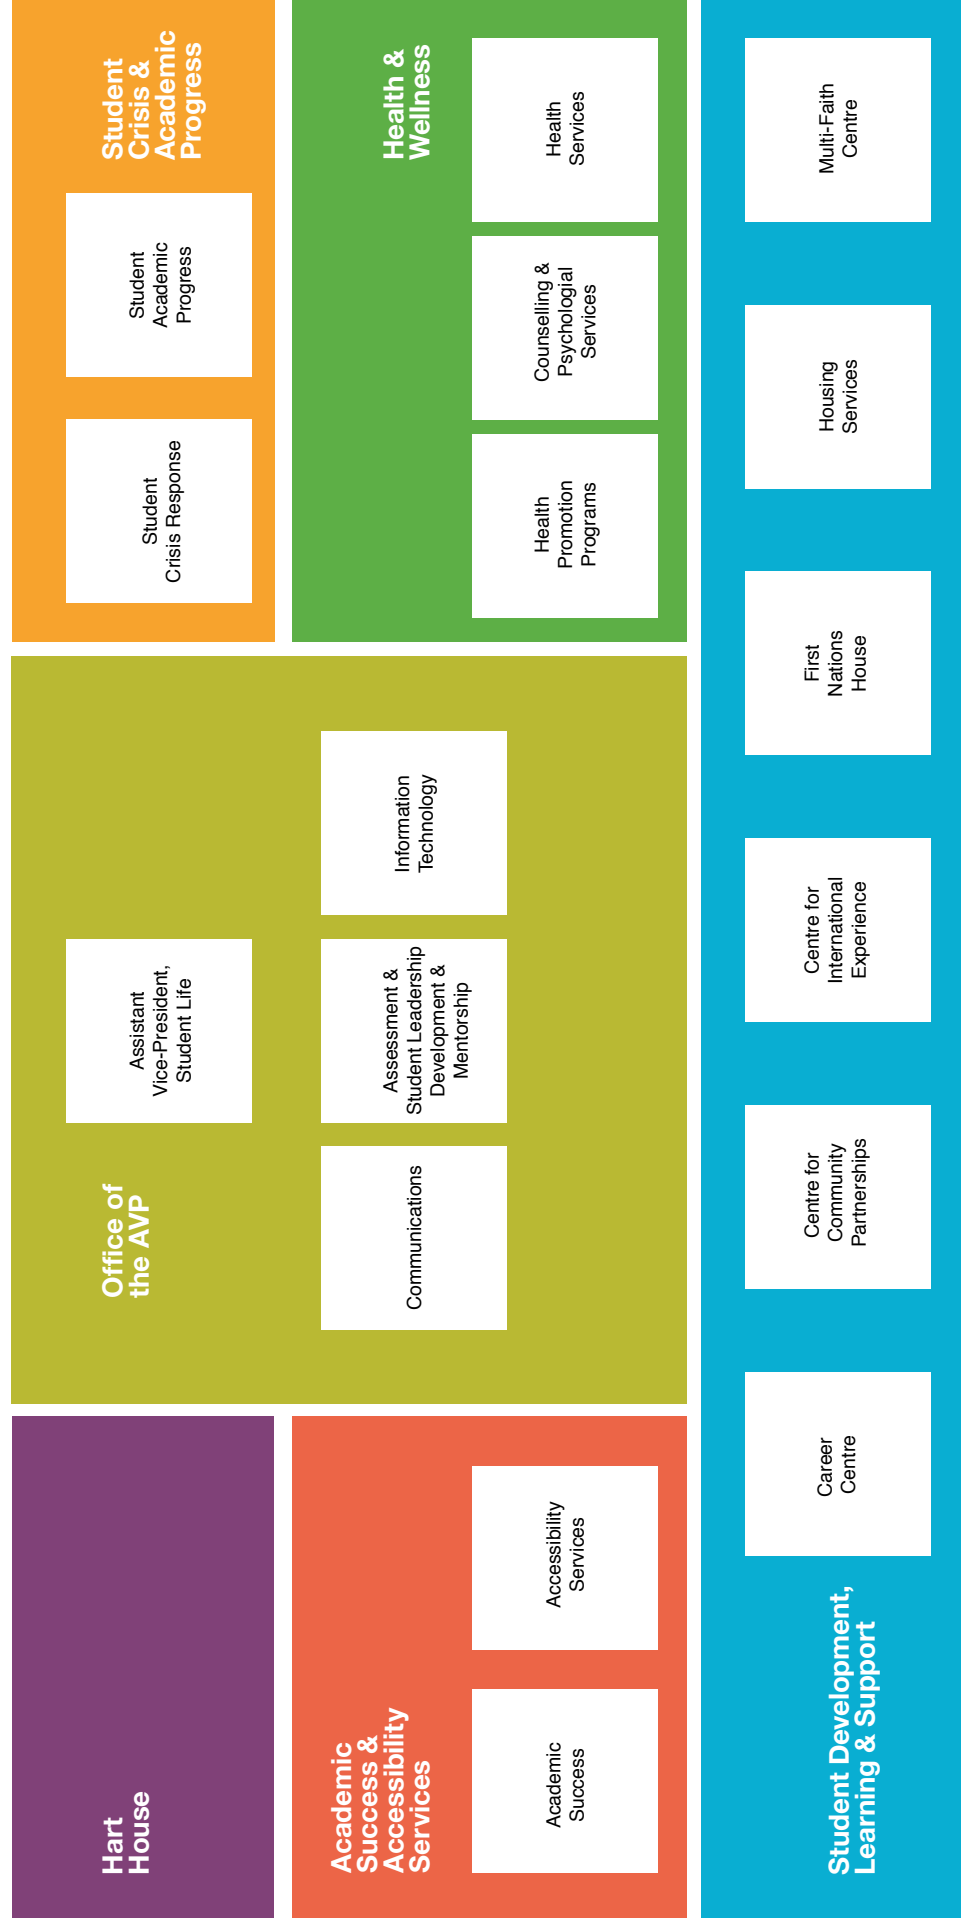 Hart
House
Office of
the AVP
Assistant
Vice-President,
Student Life
Communications
Assessment &
Student Leadership
Development &
Mentorship
Information
Technology
Student
Crisis &
Academic
Progress
Student
Crisis Response
Student
Academic
Progress
Academic
Success &
Accessibility
Services
Academic
Success
Accessibility
Services
Health &
Wellness
Health
Promotion
Programs
Counselling &
Psychologial
Services
Health
Services
Student Development,
Learning & Support
Career
Centre
Centre for
Community
Partnerships
Centre for
International
Experience
First
Nations
House
Housing
Services
Multi-Faith
Centre